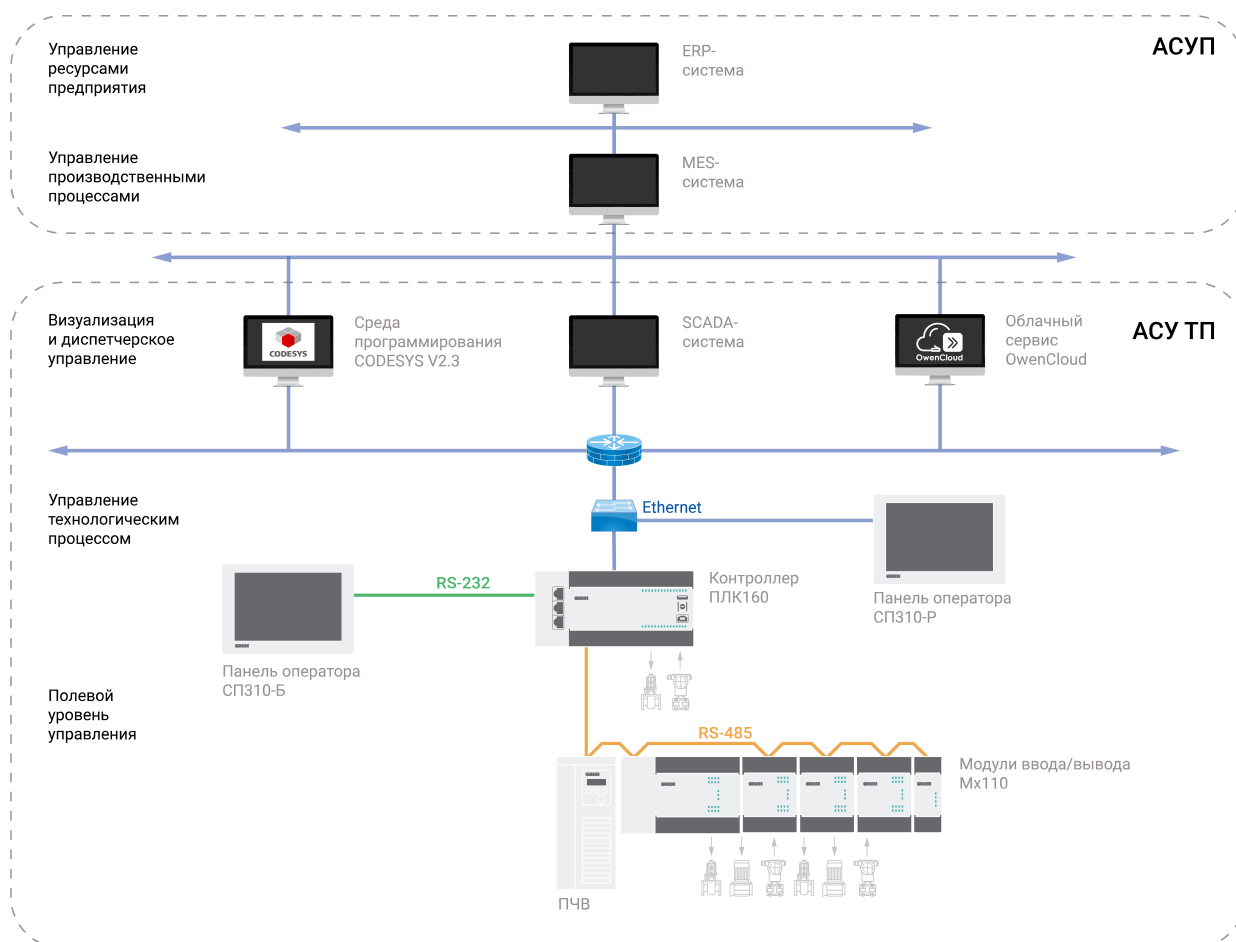 Управление
ресурсами
предприятия
ERP-
система
АСУП
Управление
производственными
процессами
MES-
система
Визуализация
и диспетчерское
управление
CODESYS
Среда
программирования
CODESYS V2.3
SCADA-
система
OwenCloud
Облачный
сервис
OwenCloud
АСУ ТП
Управление
технологическим
процессом
Ethernet
RS-232
Контроллер
ПЛК160
Панель оператора
СП310-Р
Панель оператора
СП310-Б
Полевой
уровень
управления
RS-485
Модули ввода/вывода
Мх110
ПЧВ